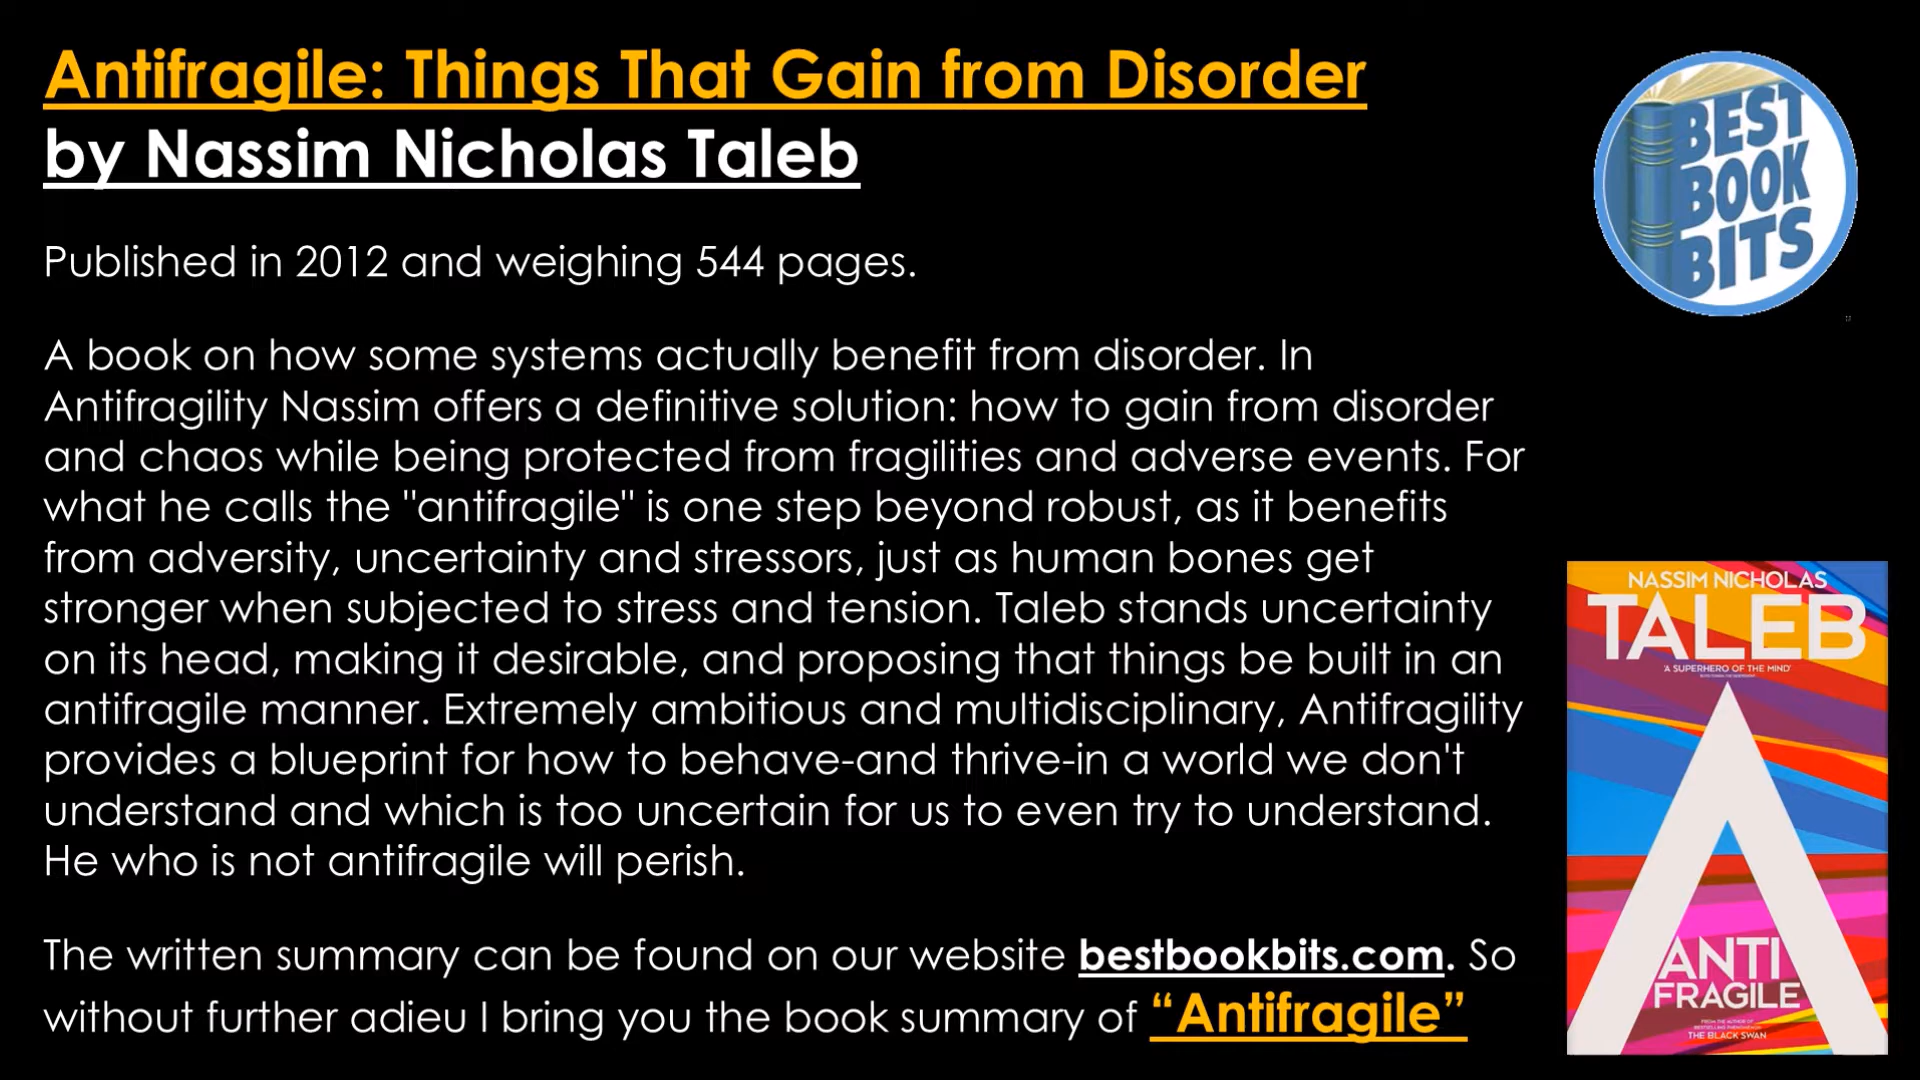 Antifragile: Things That Gain from Disorder
by Nassim Nicholas Taleb
BEST
BOOK
BITS
Published in 2012 and weighing 544 pages.
A book on how some systems actually benefit from disorder. In
Antifragility Nassim offers a definitive solution: how to gain from disorder
and chaos while being protected from fragilities and adverse events. For
what he calls the "antifragile" is one step beyond robust, as it benefits
from adversity, uncertainty and stressors, just as human bones get
stronger when subjected to stress and tension. Taleb stands uncertainty
on its head, making it desirable, and proposing that things be built in an
antifragile manner. Extremely ambitious and multidisciplinary, Antifragility
provides a blueprint for how to behave-and thrive-in a world we don't
understand and which is too uncertain for us to even try to understand.
He who is not antifragile will perish.
The written summary can be found on our website bestbookbits.com. So
without further adieu I bring you the book summary of “Antifragile”
NASSIM NICHOLAS
TALEB
'A SUPERHERO OF THE MIND'
ANTI
FRAGILE
FROM THE AUTHOR OF
BESTSELLING PHENOMENON
THE BLACK SWAN